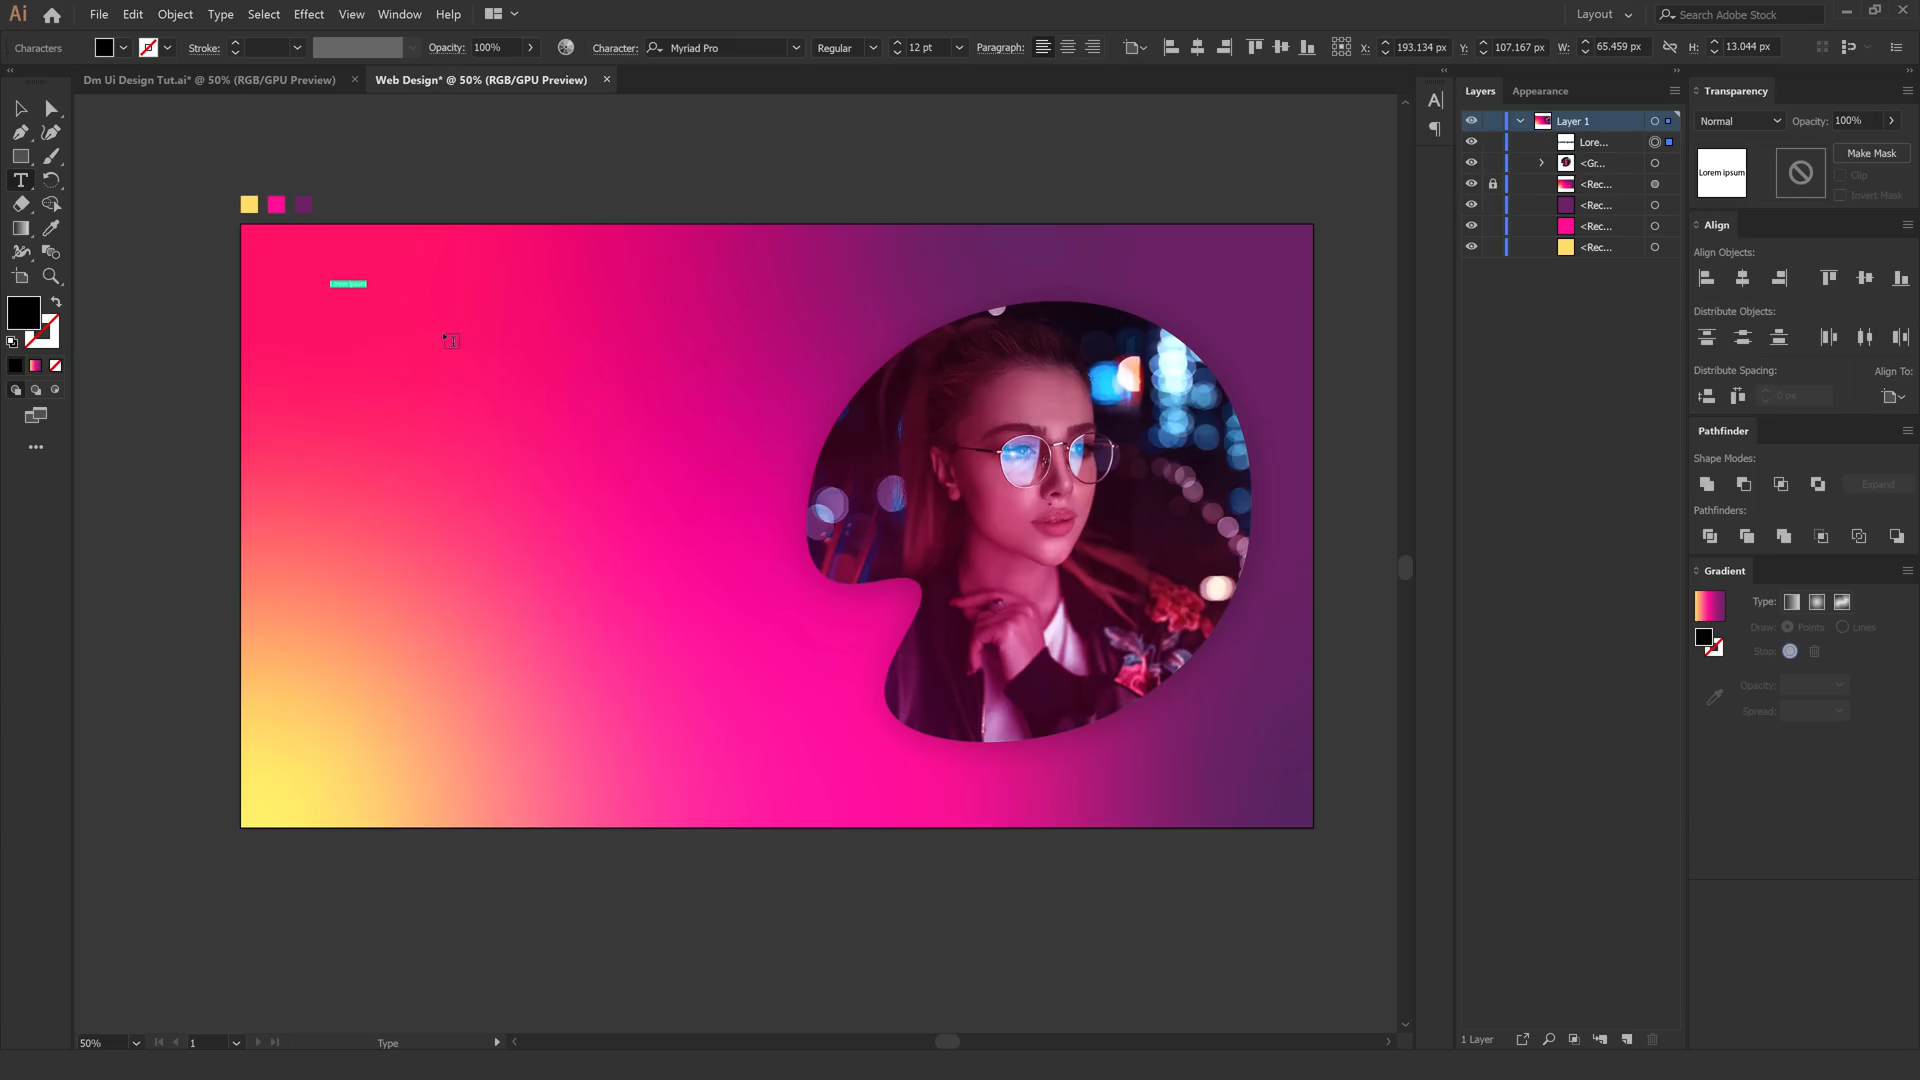 Ai File Edit Object Type Select Effect View Window Help Layout Search Adobe Stock
Characters Stroke: Opacity: 100% Character: Myriad Pro Regular 12 pt Paragraph: X: 193.134 px Y: 107.167 px W: 65.459 px H: 13.044 px
Dm Ui Design Tut.ai* @ 50% (RGB/GPU Preview) × Web Design* @ 50% (RGB/GPU Preview) ×
Layers Appearance
Layer 1
Lore...
<Gr...
<Rec...
<Rec...
<Rec...
<Rec...
Transparency
Normal Opacity: 100%
Lorem ipsum
Make Mask
Clip
Invert Mask
Align
Align Objects:
Distribute Objects:
Distribute Spacing: Align To:
0 px
Pathfinder
Shape Modes:
Expand
Pathfinders:
Gradient
Type:
Draw: Points Lines
Stop:
Opacity:
Spread:
Lorem ipsum
50% 1 Type
1 Layer